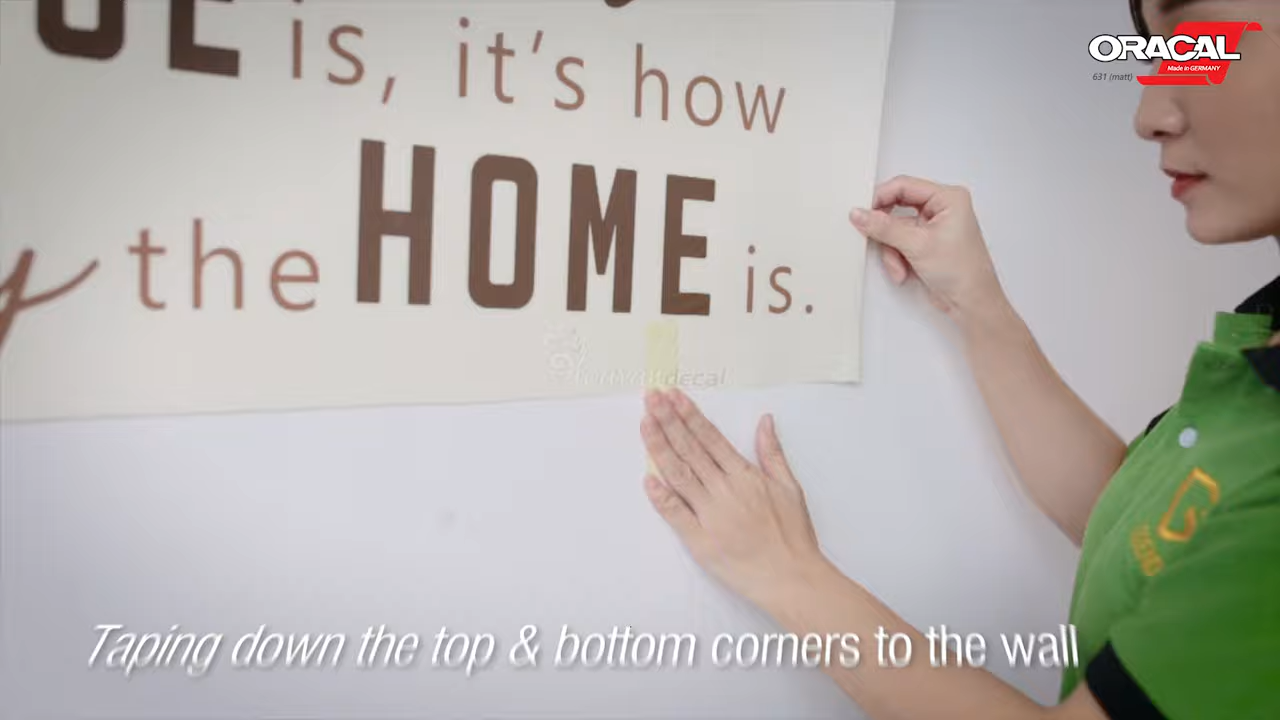 is, it's how
the HOME is.
decal
ORACAL
Made in GERMANY
631 (matt)
Taping down the top & bottom corners to the wall